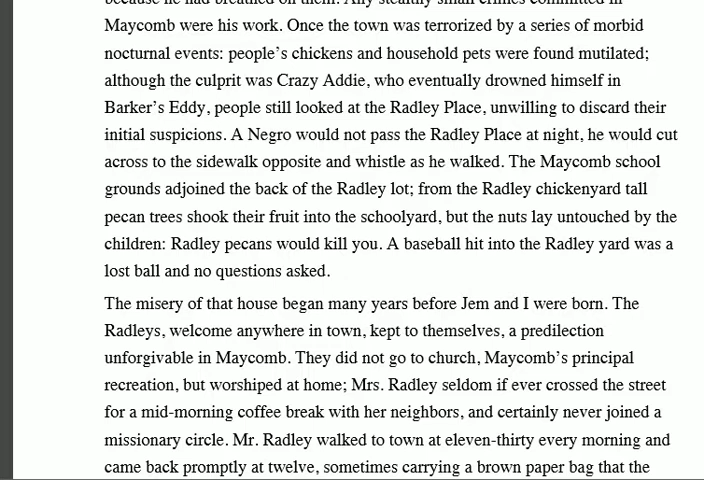 Maycomb were his work. Once the town was terrorized by a series of morbid
nocturnal events: people’s chickens and household pets were found mutilated;
although the culprit was Crazy Addie, who eventually drowned himself in
Barker’s Eddy, people still looked at the Radley Place, unwilling to discard their
initial suspicions. A Negro would not pass the Radley Place at night, he would cut
across to the sidewalk opposite and whistle as he walked. The Maycomb school
grounds adjoined the back of the Radley lot; from the Radley chickenyard tall
pecan trees shook their fruit into the schoolyard, but the nuts lay untouched by the
children: Radley pecans would kill you. A baseball hit into the Radley yard was a
lost ball and no questions asked.
The misery of that house began many years before Jem and I were born. The
Radleys, welcome anywhere in town, kept to themselves, a predilection
unforgivable in Maycomb. They did not go to church, Maycomb’s principal
recreation, but worshiped at home; Mrs. Radley seldom if ever crossed the street
for a mid-morning coffee break with her neighbors, and certainly never joined a
missionary circle. Mr. Radley walked to town at eleven-thirty every morning and
came back promptly at twelve, sometimes carrying a brown paper bag that the